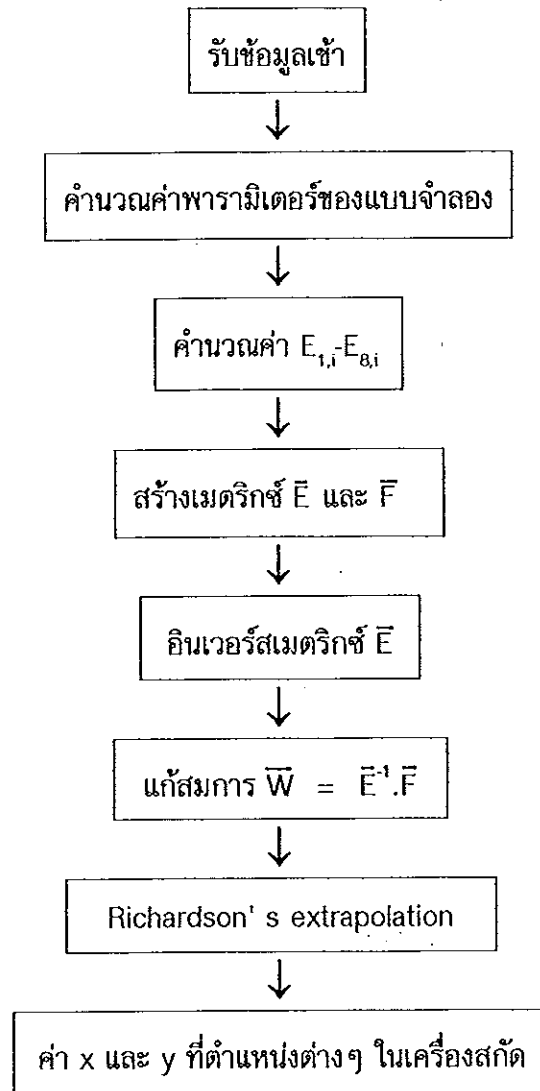 รับข้อมูลเข้า
คำนวณค่าพารามิเตอร์ของแบบจำลอง
คำนวณค่า E₁,ᵢ-E₈,ᵢ
สร้างเมตริกซ์ E̅ และ F̅
อินเวอร์สเมตริกซ์ E̅
แก้สมการ W̅ = E̅⁻¹.F̅
Richardson's extrapolation
ค่า x และ y ที่ตำแหน่งต่างๆ ในเครื่องสกัด